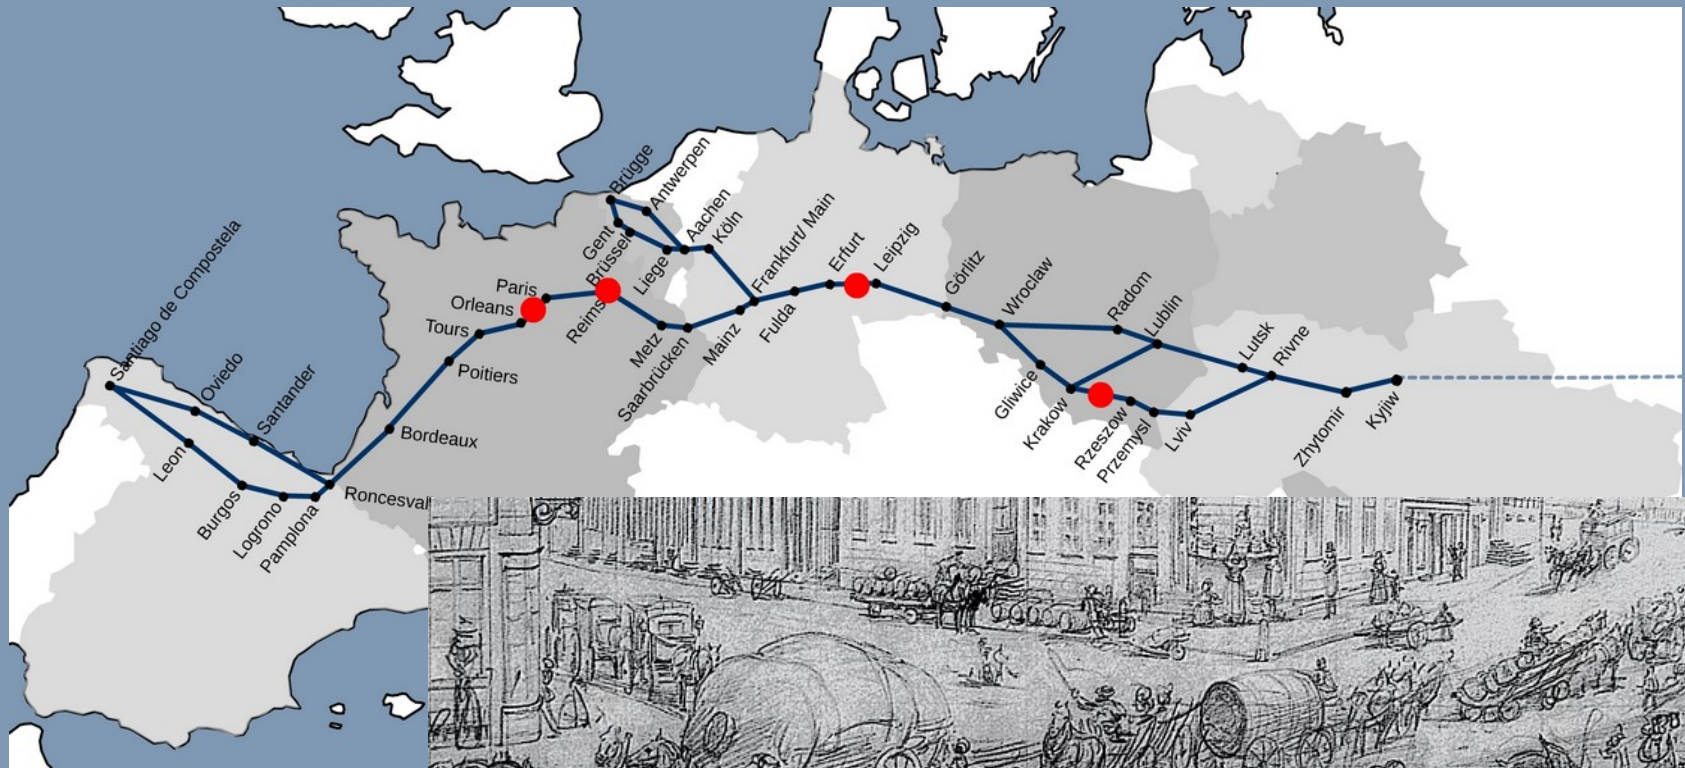 Santiago de Compostela
Oviedo
Santander
Leon
Burgos
Logrono
Pamplona
Roncesval
Bordeaux
Poitiers
Tours
Orleans
Paris
Reims
Brügge
Antwerpen
Gent
Brüssel
Liege
Aachen
Köln
Metz
Saarbrücken
Mainz
Frankfurt/ Main
Fulda
Erfurt
Leipzig
Görlitz
Wroclaw
Radom
Lublin
Gliwice
Krakow
Rzeszow
Przemysl
Lviv
Lutsk
Rivne
Zhytomir
Kyjiw